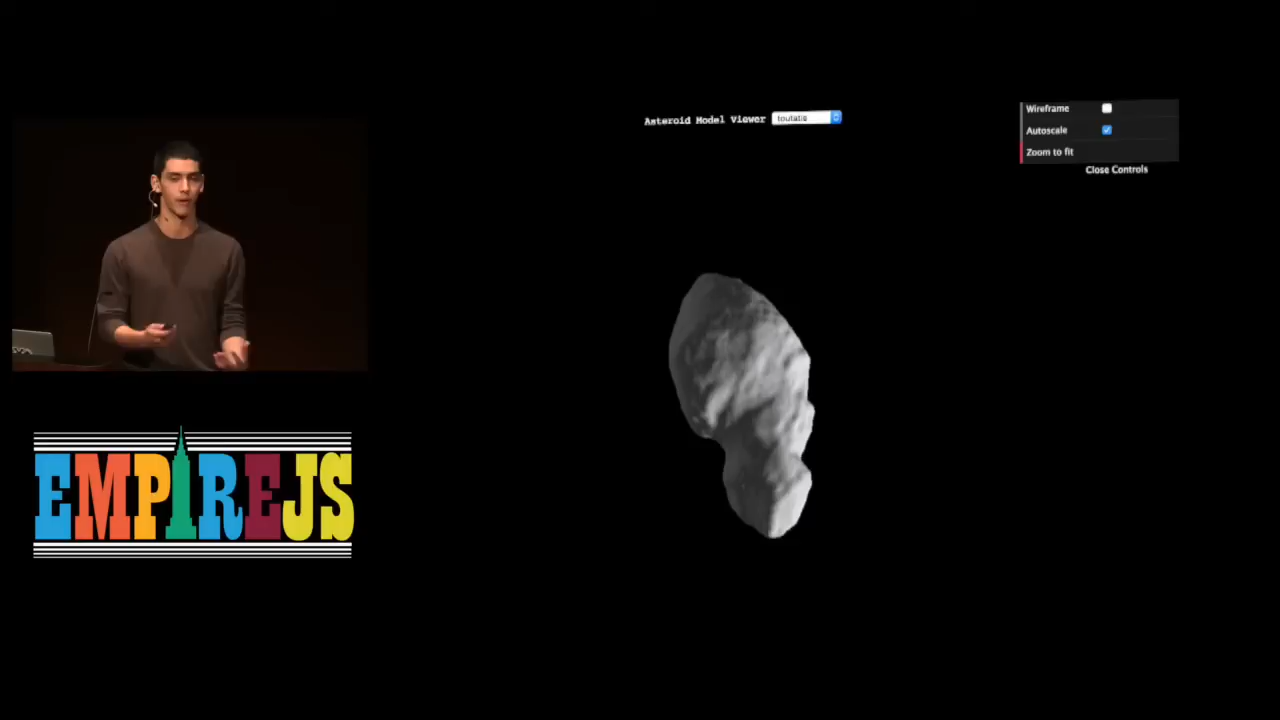 Asteroid Model Viewer toutatis
Wireframe
Autoscale
Zoom to fit
Close Controls
EMPIREJS